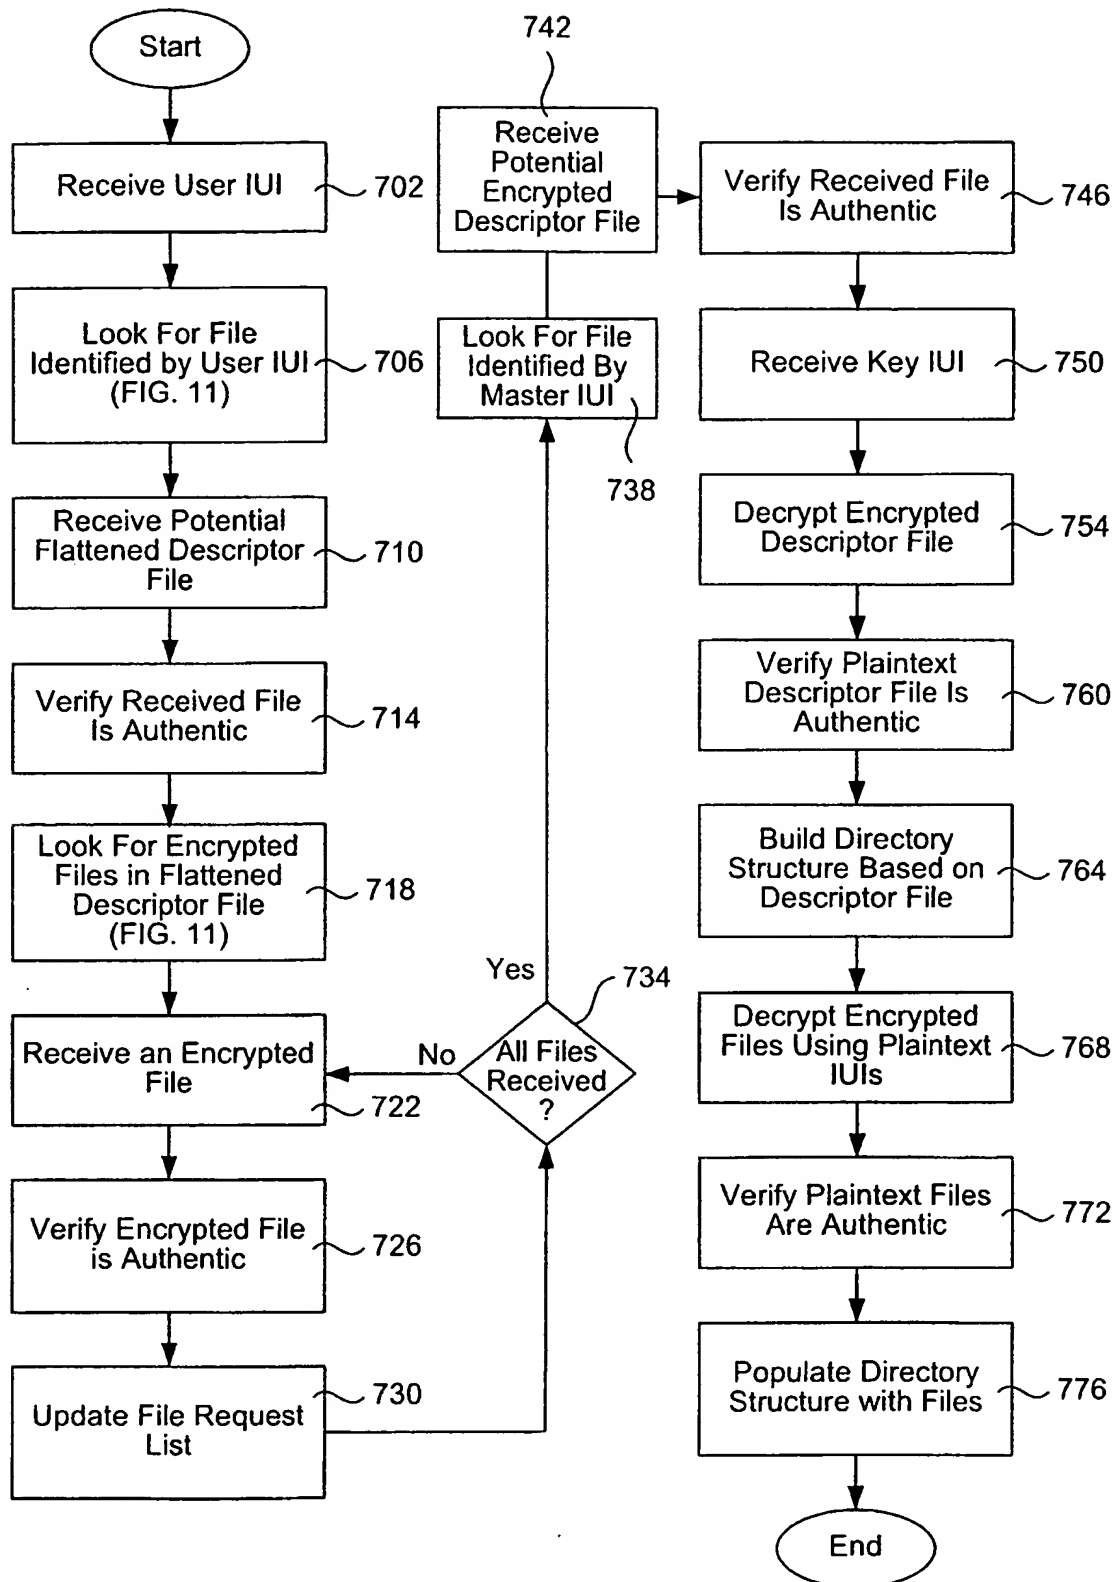 Start
Receive User IUI
702
Look For File
Identified by User IUI
(FIG. 11)
706
Receive Potential
Flattened Descriptor
File
710
Verify Received File
Is Authentic
714
Look For Encrypted
Files in Flattened
Descriptor File
(FIG. 11)
718
Receive an Encrypted
File
722
Verify Encrypted File
is Authentic
726
Update File Request
List
730
All Files
Received
?
734
No
Yes
Look For File
Identified By
Master IUI
738
742
Receive
Potential
Encrypted
Descriptor File
Verify Received File
Is Authentic
746
Receive Key IUI
750
Decrypt Encrypted
Descriptor File
754
Verify Plaintext
Descriptor File Is
Authentic
760
Build Directory
Structure Based on
Descriptor File
764
Decrypt Encrypted
Files Using Plaintext
IUIs
768
Verify Plaintext Files
Are Authentic
772
Populate Directory
Structure with Files
776
End